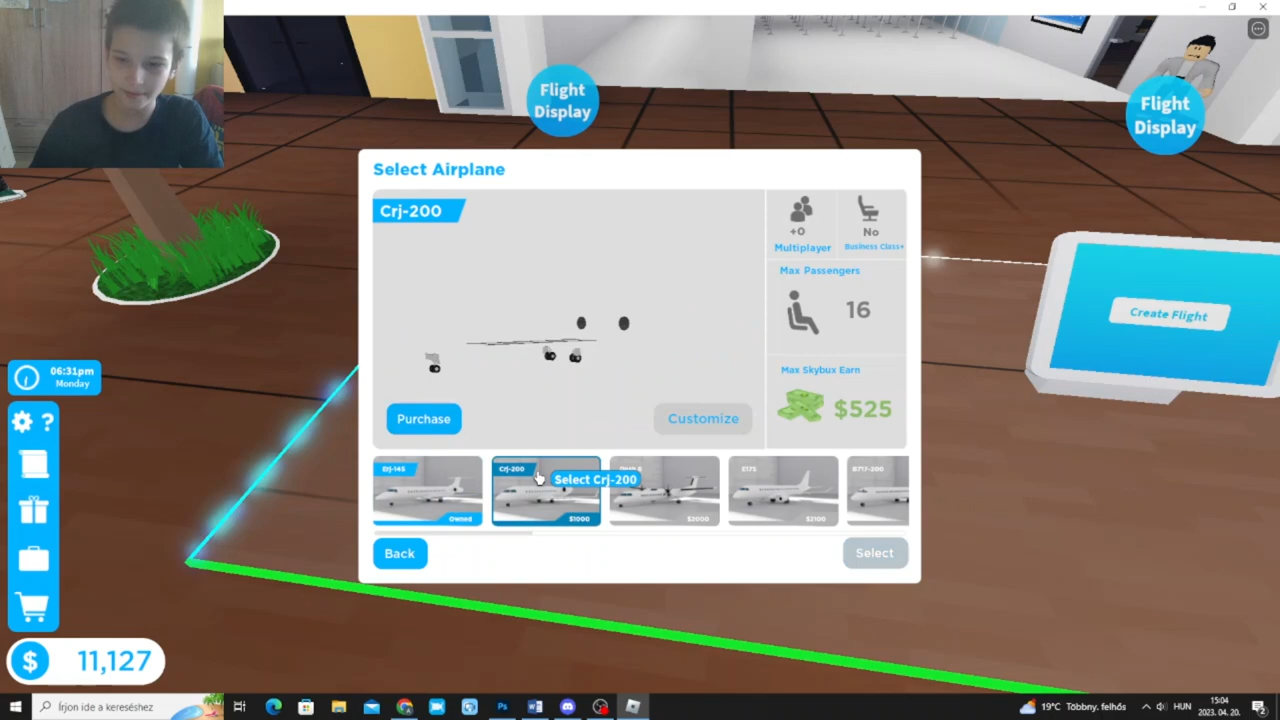 Flight
Display
Flight
Display
Select Airplane
Crj-200
+0
Multiplayer
No
Business Class+
Max Passengers
16
Max Skybux Earn
$525
Purchase
Customize
Create Flight
06:31pm
Monday
?
Erj-145
Owned
Crj-200
Select Crj-200
$1000
$2000
E175
$2100
B717-200
Back
Select
$ 11,127
Írjon ide a kereséshez
Ps
19°C Többny. felhős
HUN
15:04
2023. 04. 20.
2